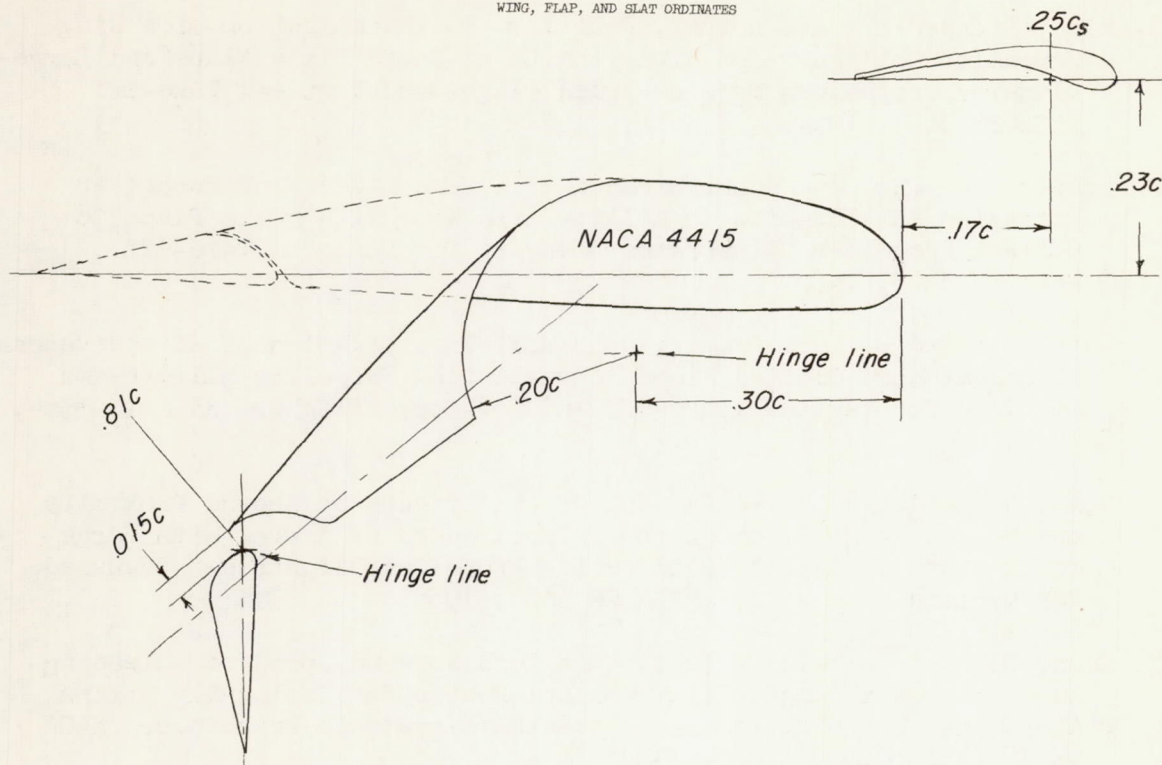 WING, FLAP, AND SLAT ORDINATES
.25cs
.23c
NACA 4415
.17c
Hinge line
.20c
.30c
.81c
.015c
Hinge line